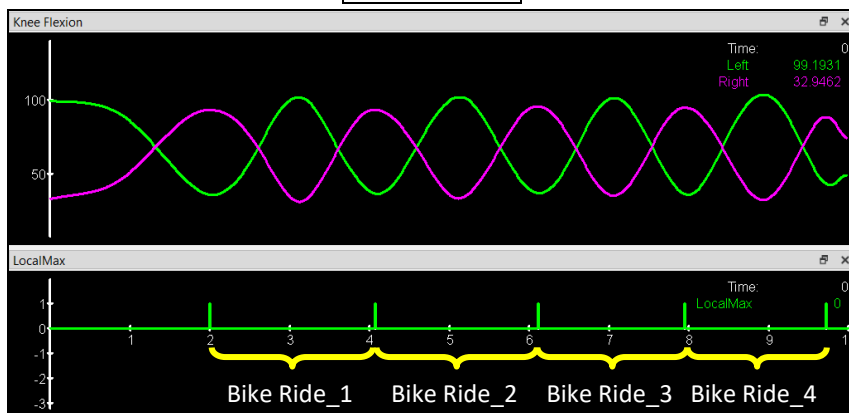 Knee Flexion
Time: 0
Left 99.1931
Right 32.9462
100
50
LocalMax
Time: 0
LocalMax 0
1
0
1 2 3 4 5 6 7 8 9 1
-1
-2
-3
Bike Ride_1 Bike Ride_2 Bike Ride_3 Bike Ride_4